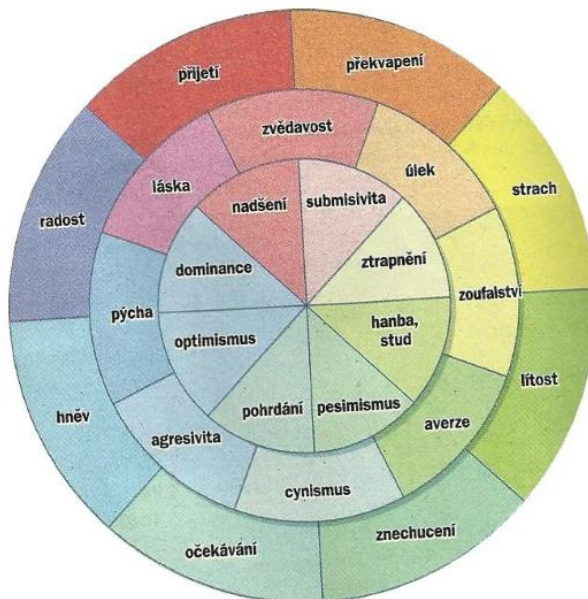 přijetí
překvapení
zvědavost
láska
úlek
strach
radost
nadšení
submisivita
dominance
ztrapnění
zoufalství
pýcha
optimismus
hanba,
stud
lítost
hněv
pohrdání
pesimismus
averze
agresivita
cynismus
očekávání
znechucení